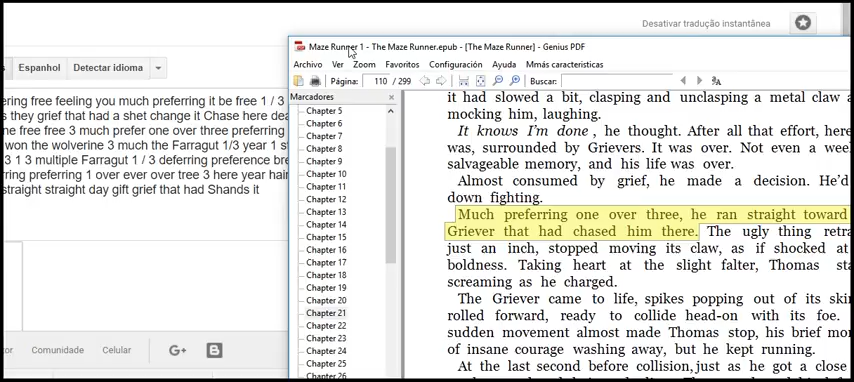 Desativar tradução instantânea
Espanhol
Detectar idioma
ering free feeling you much preferring it be free 1 / 3
s they grief that had a shet change it Chase here dea
ne free free 3 much prefer one over three preferring
won the wolverine 3 much the Farragut 1/3 year 1 s
3 1 3 multiple Farragut 1 / 3 deferring preference bre
rring preferring 1 over ever over tree 3 here year hair
straight straight day gift grief that had Shands it
Comunidade
Celular
G+
B
Maze Runner 1 - The Maze Runner.epub - [The Maze Runner] - Genius PDF
Archivo Ver Zoom Favoritos Configuración Ayuda Mmás caracteristicas
Página: 110 / 299 Buscar:
Marcadores
Chapter 5
Chapter 6
Chapter 7
Chapter 8
Chapter 9
Chapter 10
Chapter 11
Chapter 12
Chapter 13
Chapter 14
Chapter 15
Chapter 16
Chapter 17
Chapter 18
Chapter 19
Chapter 20
Chapter 21
Chapter 22
Chapter 23
Chapter 24
Chapter 25
Chapter 26
it had slowed a bit, clasping and unclasping a metal claw a
mocking him, laughing.
It knows I'm done , he thought. After all that effort, here
was, surrounded by Grievers. It was over. Not even a wee
salvageable memory, and his life was over.
Almost consumed by grief, he made a decision. He'd
down fighting.
Much preferring one over three, he ran straight toward
Griever that had chased him there. The ugly thing retra
just an inch, stopped moving its claw, as if shocked at
boldness. Taking heart at the slight falter, Thomas sta
screaming as he charged.
The Griever came to life, spikes popping out of its skin
rolled forward, ready to collide head-on with its foe.
sudden movement almost made Thomas stop, his brief mo
of insane courage washing away, but he kept running.
At the last second before collision, just as he got a close